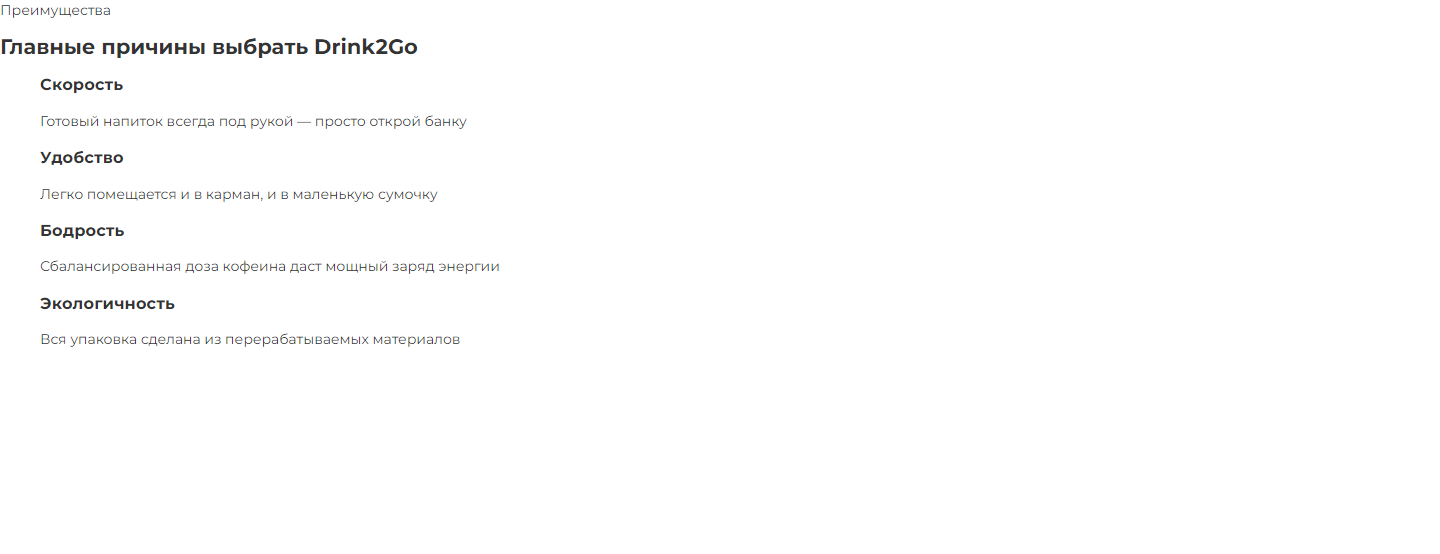 Преимущества
Главные причины выбрать Drink2Go
Скорость
Готовый напиток всегда под рукой — просто открой банку
Удобство
Легко помещается и в карман, и в маленькую сумочку
Бодрость
Сбалансированная доза кофеина даст мощный заряд энергии
Экологичность
Вся упаковка сделана из перерабатываемых материалов